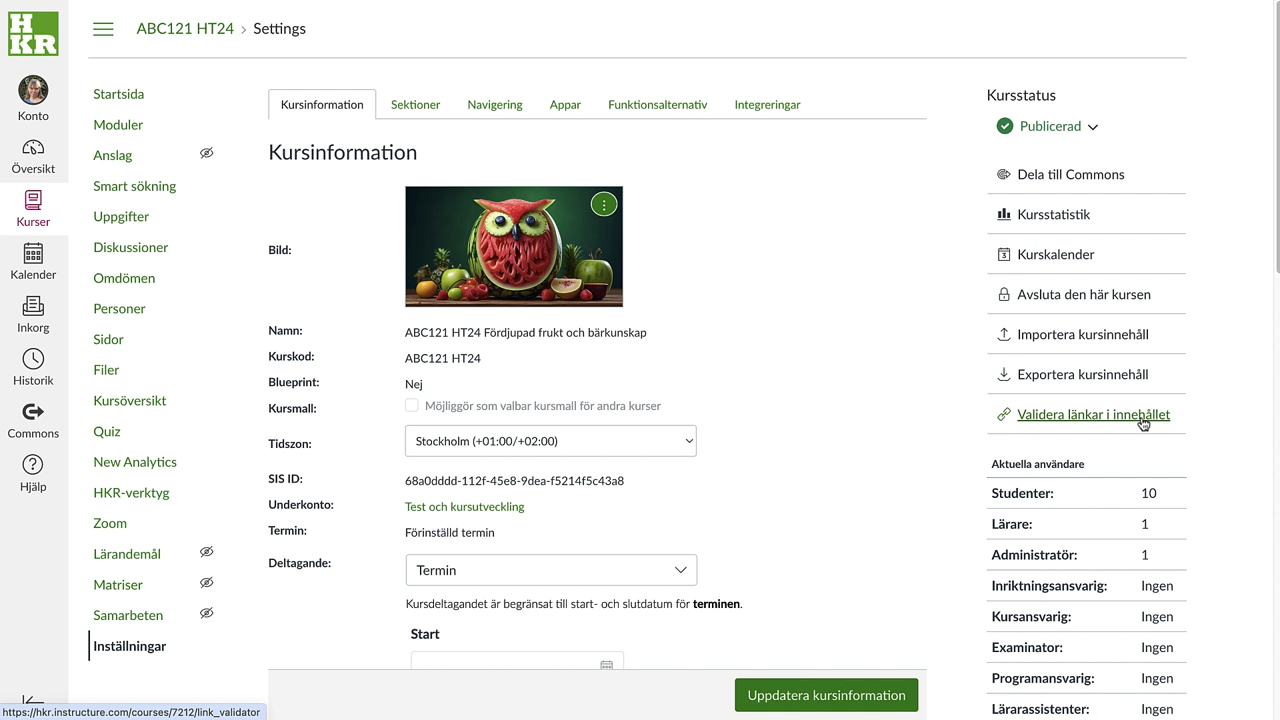 HKR
Konto
Översikt
Kurser
Kalender
Inkorg
Historik
Commons
Hjälp
ABC121 HT24 › Settings
Startsida
Moduler
Anslag
Smart sökning
Uppgifter
Diskussioner
Omdömen
Personer
Sidor
Filer
Kursöversikt
Quiz
New Analytics
HKR-verktyg
Zoom
Lärandemål
Matriser
Samarbeten
Inställningar
Kursinformation Sektioner Navigering Appar Funktionsalternativ Integreringar
Kursinformation
Bild:
Namn: ABC121 HT24 Fördjupad frukt och bärkunskap
Kurskod: ABC121 HT24
Blueprint: Nej
Kursmall: Möjliggör som valbar kursmall för andra kurser
Tidszon: Stockholm (+01:00/+02:00)
SIS ID: 68a0dddd-112f-45e8-9dea-f5214f5c43a8
Underkonto: Test och kursutveckling
Termin: Förinställd termin
Deltagande: Termin
Kursdeltagandet är begränsat till start- och slutdatum för terminen.
Start
Uppdatera kursinformation
Kursstatus
Publicerad
Dela till Commons
Kursstatistik
Kurskalender
Avsluta den här kursen
Importera kursinnehåll
Exportera kursinnehåll
Validera länkar i innehållet
Aktuella användare
Studenter: 10
Lärare: 1
Administratör: 1
Inriktningsansvarig: Ingen
Kursansvarig: Ingen
Examinator: Ingen
Programansvarig: Ingen
Lärarassistenter: Ingen
https://hkr.instructure.com/courses/7212/link_validator